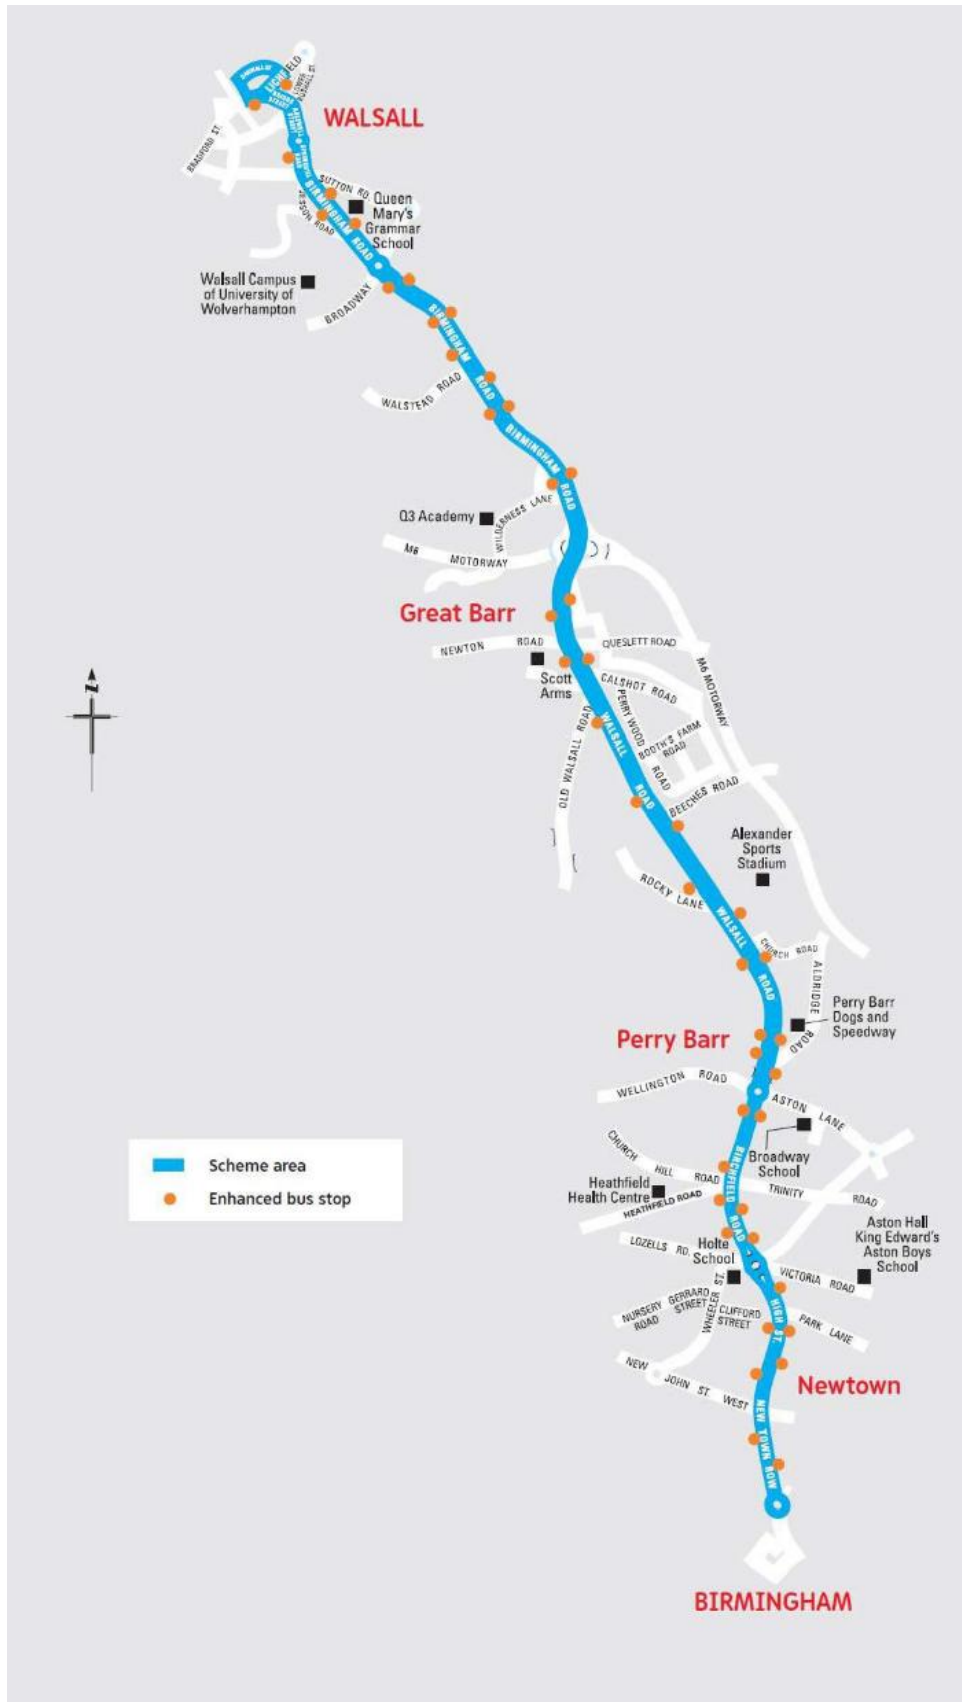 LICHFIELD
LOWER
RUSHALL ST.
WALSALL
BRADFORD ST.
SUTTON RD.
Queen
Mary's
Grammar
School
JESSON ROAD
BIRMINGHAM ROAD
Walsall Campus
of University of
Wolverhampton
BROADWAY
BIRMINGHAM ROAD
WALSTEAD ROAD
BIRMINGHAM ROAD
Q3 Academy
WILDERNESS LANE
M6 MOTORWAY
Great Barr
NEWTON ROAD
QUESLETT ROAD
Scott
Arms
CALSHOT ROAD
M6 MOTORWAY
OLD WALSALL ROAD
WALSALL ROAD
PERRY WOOD ROAD
BOOTH'S FARM
ROAD
BEECHES ROAD
Alexander
Sports
Stadium
ROCKY LANE
WALSALL ROAD
CHURCH ROAD
ALDRIDGE ROAD
Perry Barr
Dogs and
Speedway
Perry Barr
WELLINGTON ROAD
ASTON LANE
Broadway
School
CHURCH HILL ROAD
BIRCHFIELD ROAD
TRINITY ROAD
Heathfield
Health Centre
HEATHFIELD ROAD
Aston Hall
King Edward's
Aston Boys
School
LOZELLS RD.
Holte
School
VICTORIA ROAD
NURSERY
ROAD
GERRARD
STREET
WHEELER ST.
CLIFFORD
STREET
HIGH ST.
PARK LANE
NEW JOHN ST WEST
Newtown
NEW TOWN ROW
BIRMINGHAM
Scheme area
Enhanced bus stop